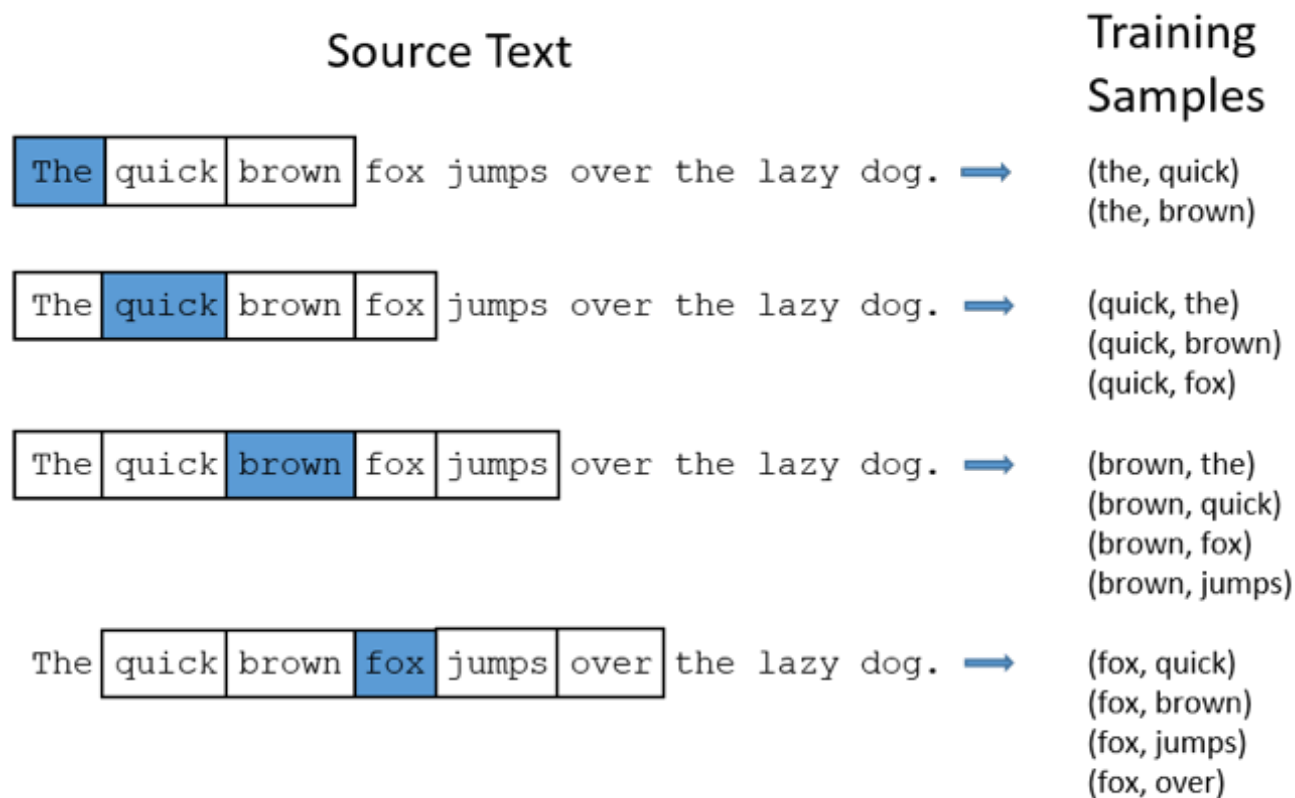 Source Text
Training
Samples
The quick brown fox jumps over the lazy dog.
(the, quick)
(the, brown)
The quick brown fox jumps over the lazy dog.
(quick, the)
(quick, brown)
(quick, fox)
The quick brown fox jumps over the lazy dog.
(brown, the)
(brown, quick)
(brown, fox)
(brown, jumps)
The quick brown fox jumps over the lazy dog.
(fox, quick)
(fox, brown)
(fox, jumps)
(fox, over)